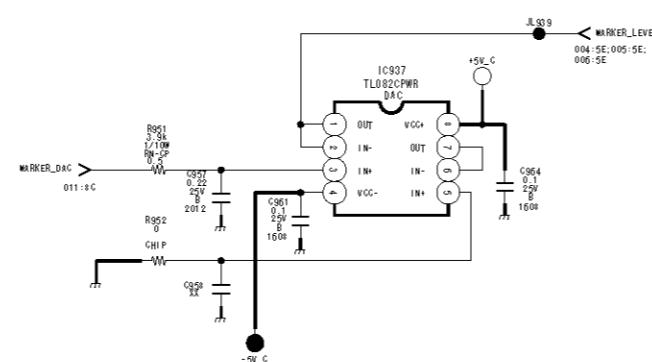 JL939
MARKER_LEVE
004:5E;005:5E;
006:5E
+5V_C
IC937
TL082CPWR
DAC
1 OUT VCC+ 8
2 IN- OUT 7
3 IN+ IN- 6
4 VCC- IN+ 5
R951
3.9k
1/10W
RN-CP
0.5
MARKER_DAC
011:8C
C957
0.22
25V
B
2012
C961
0.1
25V
B
1608
C964
0.1
25V
B
1608
R952
0
CHIP
C958
XX
-5V_C